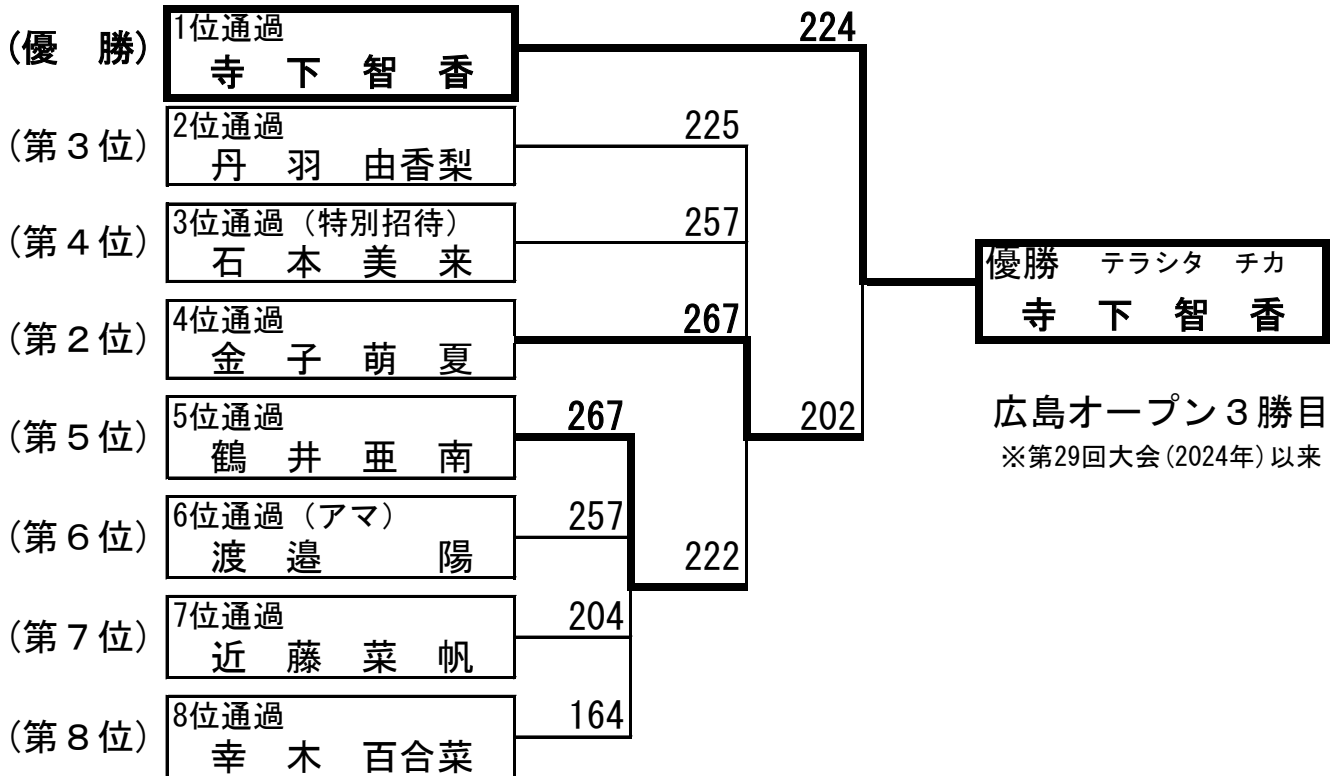 (優　勝) 1位通過 224
寺　下　智　香
(第３位) 2位通過 225
丹　羽　由香梨
(第４位) 3位通過（特別招待） 257
石　本　美　来
優勝　テラシタ　チカ
寺　下　智　香
(第２位) 4位通過 267
金　子　萌　夏
(第５位) 5位通過 267 202
鶴　井　亜　南
広島オープン３勝目
※第29回大会(2024年)以来
(第６位) 6位通過（アマ） 257
渡　邉　　陽 222
(第７位) 7位通過 204
近　藤　菜　帆
(第８位) 8位通過 164
幸　木　百合菜